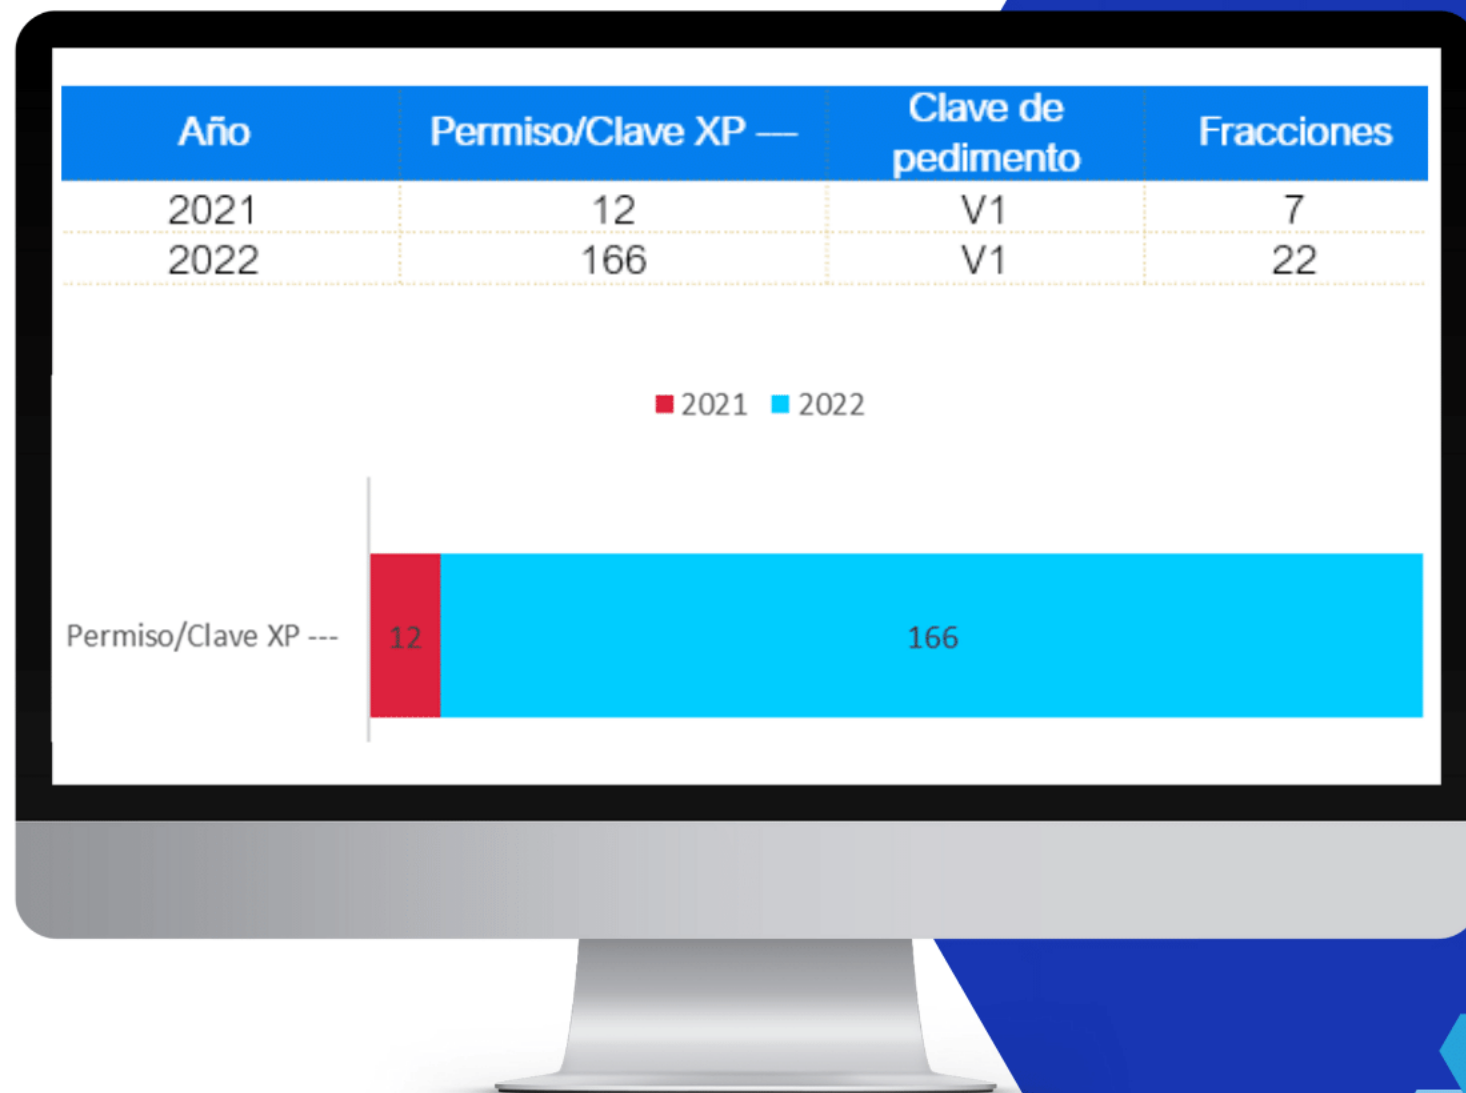 Año Permiso/Clave XP — Clave de pedimento Fracciones
2021 12 V1 7
2022 166 V1 22
2021 2022
Permiso/Clave XP --- 12 166